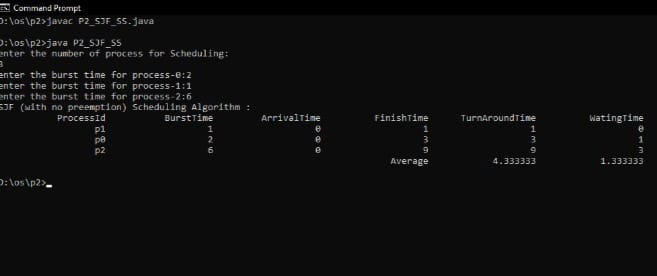 Command Prompt
D:\os\p2>javac P2_SJF_SS.java
D:\os\p2>java P2_SJF_SS
enter the number of process for Scheduling:
3
enter the burst time for process-0:2
enter the burst time for process-1:1
enter the burst time for process-2:6
SJF (with no preemption) Scheduling Algorithm :
ProcessId BurstTime ArrivalTime FinishTime TurnAroundTime WatingTime
p1 1 0 1 1 0
p0 2 0 3 3 1
p2 6 0 9 9 3
Average 4.333333 1.333333
D:\os\p2>